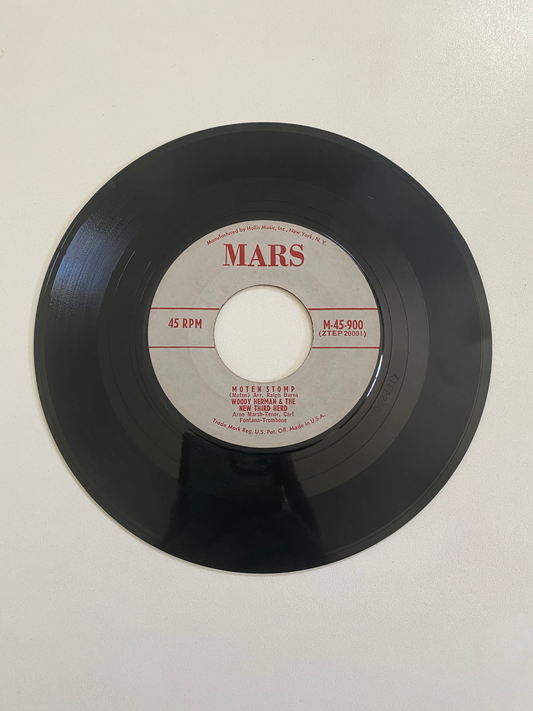 Manufactured by Hollis Music, Inc., New York, N. Y.
MARS
45 RPM
M-45-900
(ZTEP 20001)
MOTEN STOMP
(Moten) Arr. Ralph Burns
WOODY HERMAN & THE
NEW THIRD HERD
Arno Marsh-Tenor, Carl
Fontana-Trombone
Trade Mark Reg. U.S. Pat. Off. Made in U.S.A.